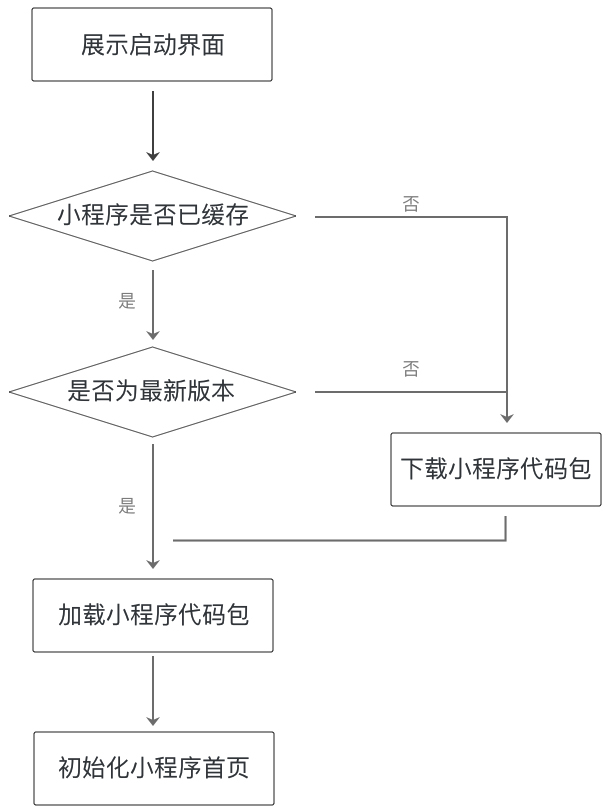 展示启动界面
小程序是否已缓存
否
是
是否为最新版本
否
下载小程序代码包
是
加载小程序代码包
初始化小程序首页